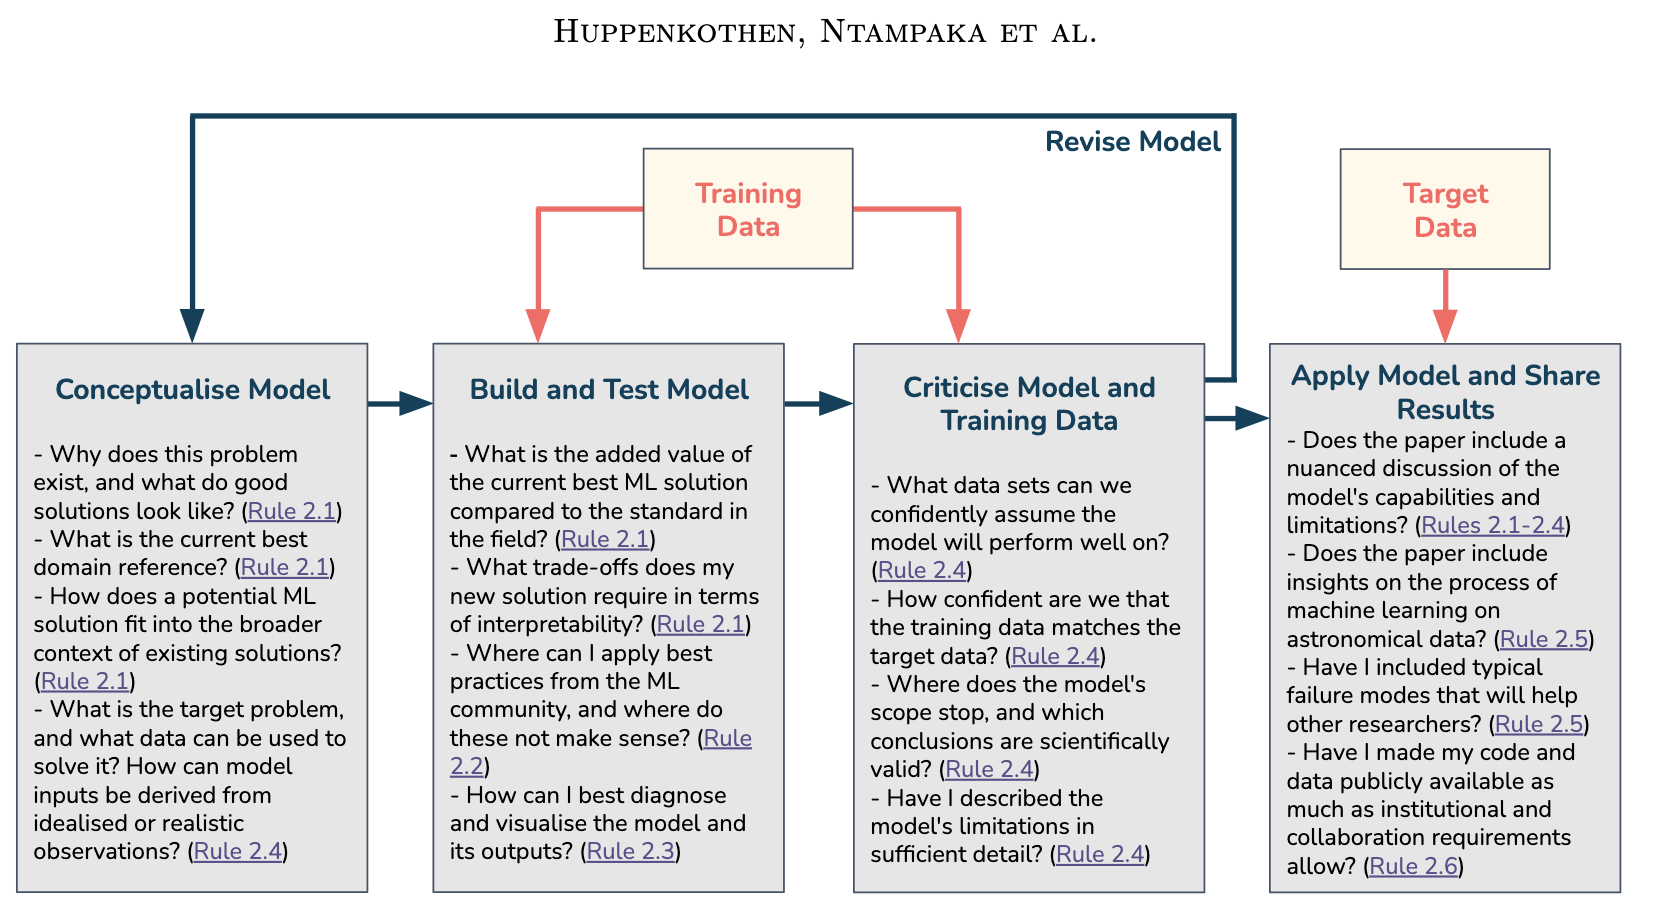 Huppenkothen, Ntampaka et al.
Revise Model
Training
Data
Target
Data
Conceptualise Model
- Why does this problem
exist, and what do good
solutions look like? (Rule 2.1)
- What is the current best
domain reference? (Rule 2.1)
- How does a potential ML
solution fit into the broader
context of existing solutions?
(Rule 2.1)
- What is the target problem,
and what data can be used to
solve it? How can model
inputs be derived from
idealised or realistic
observations? (Rule 2.4)
Build and Test Model
- What is the added value of
the current best ML solution
compared to the standard in
the field? (Rule 2.1)
- What trade-offs does my
new solution require in terms
of interpretability? (Rule 2.1)
- Where can I apply best
practices from the ML
community, and where do
these not make sense? (Rule
2.2)
- How can I best diagnose
and visualise the model and
its outputs? (Rule 2.3)
Criticise Model and
Training Data
- What data sets can we
confidently assume the
model will perform well on?
(Rule 2.4)
- How confident are we that
the training data matches the
target data? (Rule 2.4)
- Where does the model's
scope stop, and which
conclusions are scientifically
valid? (Rule 2.4)
- Have I described the
model's limitations in
sufficient detail? (Rule 2.4)
Apply Model and Share
Results
- Does the paper include a
nuanced discussion of the
model's capabilities and
limitations? (Rules 2.1-2.4)
- Does the paper include
insights on the process of
machine learning on
astronomical data? (Rule 2.5)
- Have I included typical
failure modes that will help
other researchers? (Rule 2.5)
- Have I made my code and
data publicly available as
much as institutional and
collaboration requirements
allow? (Rule 2.6)